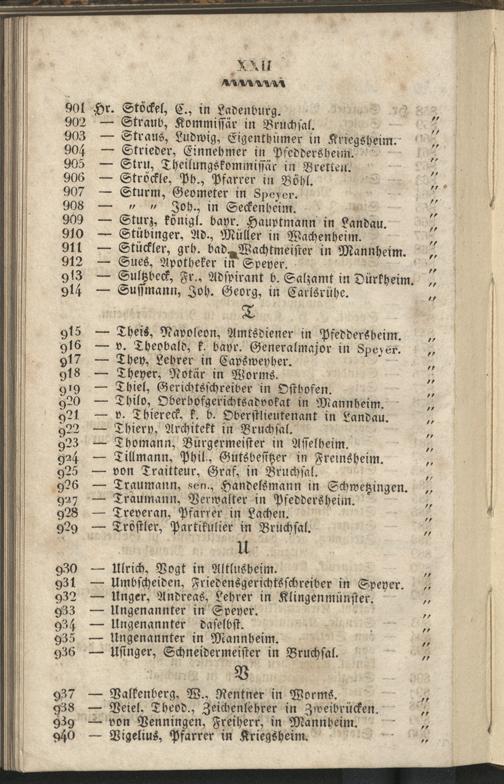 XXII
901 Hr. Stöckel, C., in Ladenburg. "
902 — Straub, Kommissär in Bruchsal. "
903 — Straus, Ludwig, Eigenthümer in Kriegsheim. "
904 — Strieder, Einnehmer in Pfeddersheim. "
905 — Stru, Theilungskommissär in Bretten. "
906 — Ströckle, Ph., Pfarrer in Böhl. "
907 — Sturm, Geometer in Speyer. "
908 — " " Joh., in Seckenheim. "
909 — Sturz, königl. bayr. Hauptmann in Landau. "
910 — Stübinger, Ad., Müller in Wachenheim. "
911 — Stückler, grh. bad. Wachtmeister in Mannheim. "
912 — Sues, Apotheker in Speyer. "
913 — Sultzbeck, Fr., Adspirant b. Salzamt in Dürkheim. "
914 — Sussmann, Joh. Georg, in Carlsrühe. "
T
915 — Theis, Napoleon, Amtsdiener in Pfeddersheim. "
916 — v. Theobald, k. bayr. Generalmajor in Speyer. "
917 — They, Lehrer in Capsweyher. "
918 — Theyer, Notär in Worms. "
919 — Thiel, Gerichtsschreiber in Osthofen. "
920 — Thilo, Oberhofgerichtsadvokat in Mannheim. "
921 — v. Thiereck, k. b. Oberstlieutenant in Landau. "
922 — Thiery, Architekt in Bruchsal. "
923 — Thomann, Bürgermeister in Asselheim. "
924 — Tillmann, Phil., Gutsbesitzer in Freinsheim. "
925 — von Traitteur, Graf, in Bruchsal. "
926 — Traumann, sen., Handelsmann in Schwetzingen. "
927 — Traumann, Verwalter in Pfeddersheim. "
928 — Treveran, Pfarrer in Lachen. "
929 — Tröstler, Partikulier in Bruchsal. "
U
930 — Ulrich, Vogt in Altlusheim. "
931 — Umbscheiden, Friedensgerichtsschreiber in Speyer. "
932 — Unger, Andreas, Lehrer in Klingenmünster. "
933 — Ungenannter in Speyer. "
934 — Ungenannter daselbst. "
935 — Ungenannter in Mannheim. "
936 — Usinger, Schneidermeister in Bruchsal. "
V
937 — Valkenberg, W., Rentner in Worms. "
938 — Veiel, Theod., Zeichenlehrer in Zweibrücken. "
939 — von Venningen, Freiherr, in Mannheim. "
940 — Vigelius, Pfarrer in Kriegsheim. "